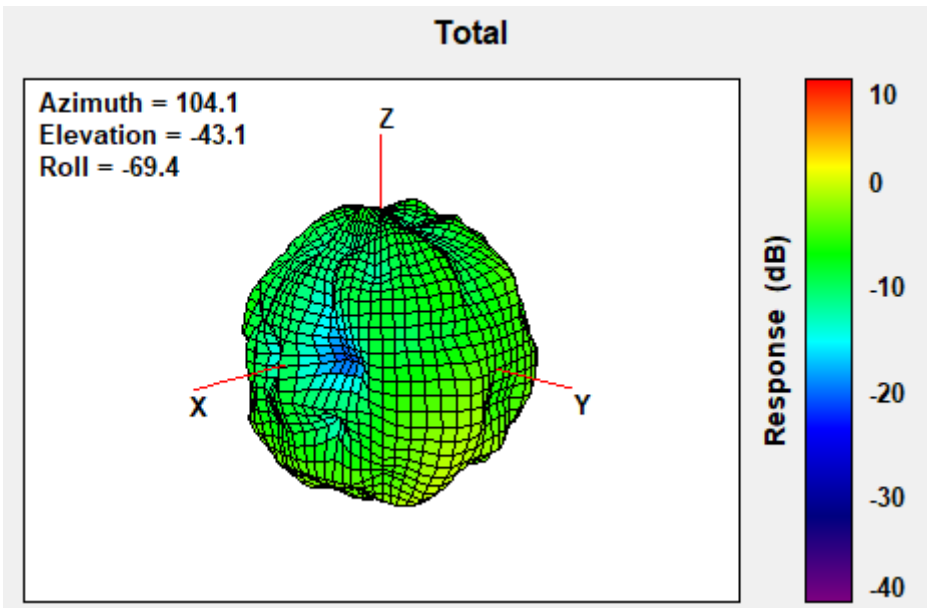 Total
Azimuth = 104.1
Elevation = -43.1
Roll = -69.4
Z
X
Y
Response (dB)
10
0
-10
-20
-30
-40